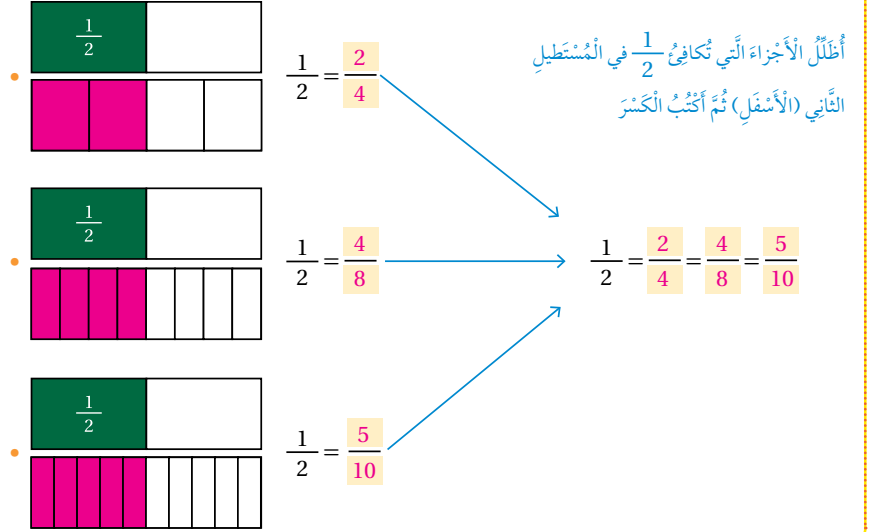 أُظَلِّلُ الْأَجْزاءَ الَّتي تُكافِئُ 1/2 في الْمُسْتَطيلِ
الثَّانِي (الْأَسْفَلِ) ثُمَّ أَكْتُبُ الْكَسْرَ
1/2
1/2 = 2/4
1/2
1/2 = 4/8
1/2 = 2/4 = 4/8 = 5/10
1/2
1/2 = 5/10